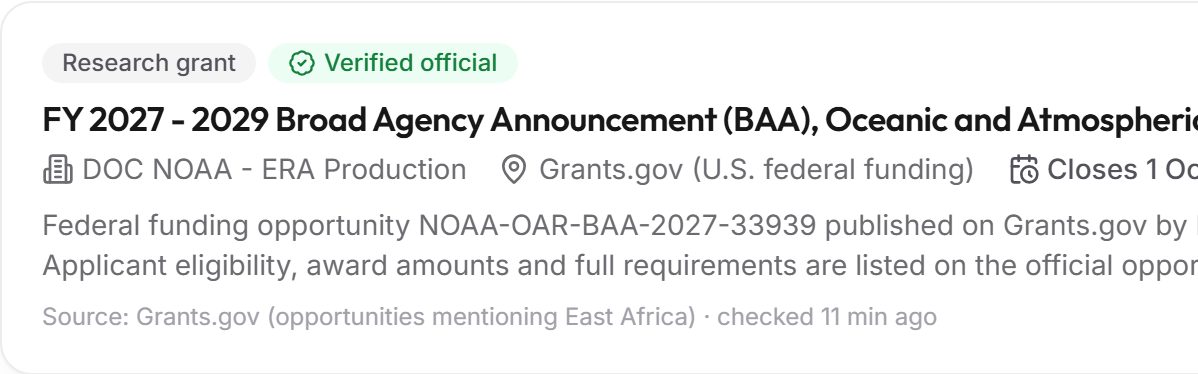 Research grant Verified official
FY 2027 - 2029 Broad Agency Announcement (BAA), Oceanic and Atmospheric
DOC NOAA - ERA Production Grants.gov (U.S. federal funding) Closes 1 Oc
Federal funding opportunity NOAA-OAR-BAA-2027-33939 published on Grants.gov by
Applicant eligibility, award amounts and full requirements are listed on the official oppor
Source: Grants.gov (opportunities mentioning East Africa) · checked 11 min ago